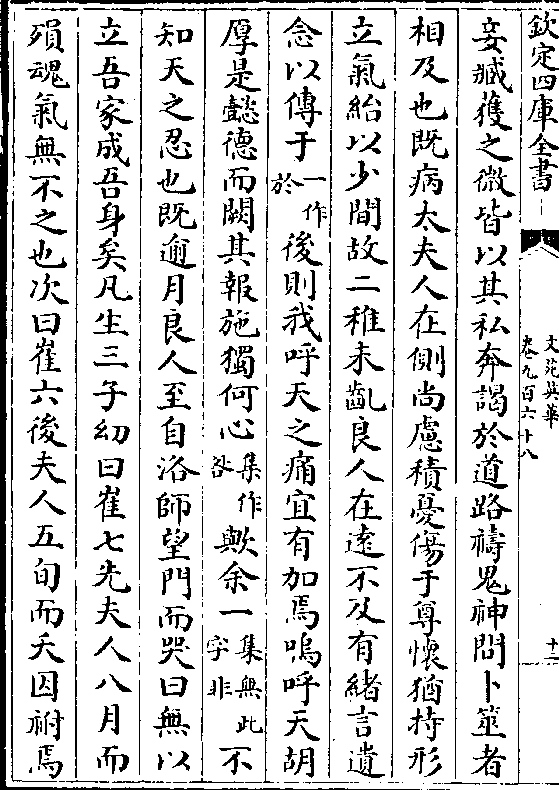 欽定四庫全書
文苑英華
卷九百六十八
十二
妾臧獲之微皆以其私奔謁於道路禱鬼神問卜筮者
相及也既病太夫人在側尚慮積憂傷于尊懷猶持形
立氣紿以少間故二稚未齓良人在逺不及有緒言遺
念以傳于一作於後則我呼天之痛宜有加焉嗚呼天胡
厚是懿德而闕其報施獨何心集作咎歟余一集無此字非不
知天之忍也既逾月良人至自洛師望門而哭曰無以
立吾家成吾身矣凡生三子幼曰崔七先夫人八月而
殞魂氣無不之也次曰崔六後夫人五旬而夭因祔焉